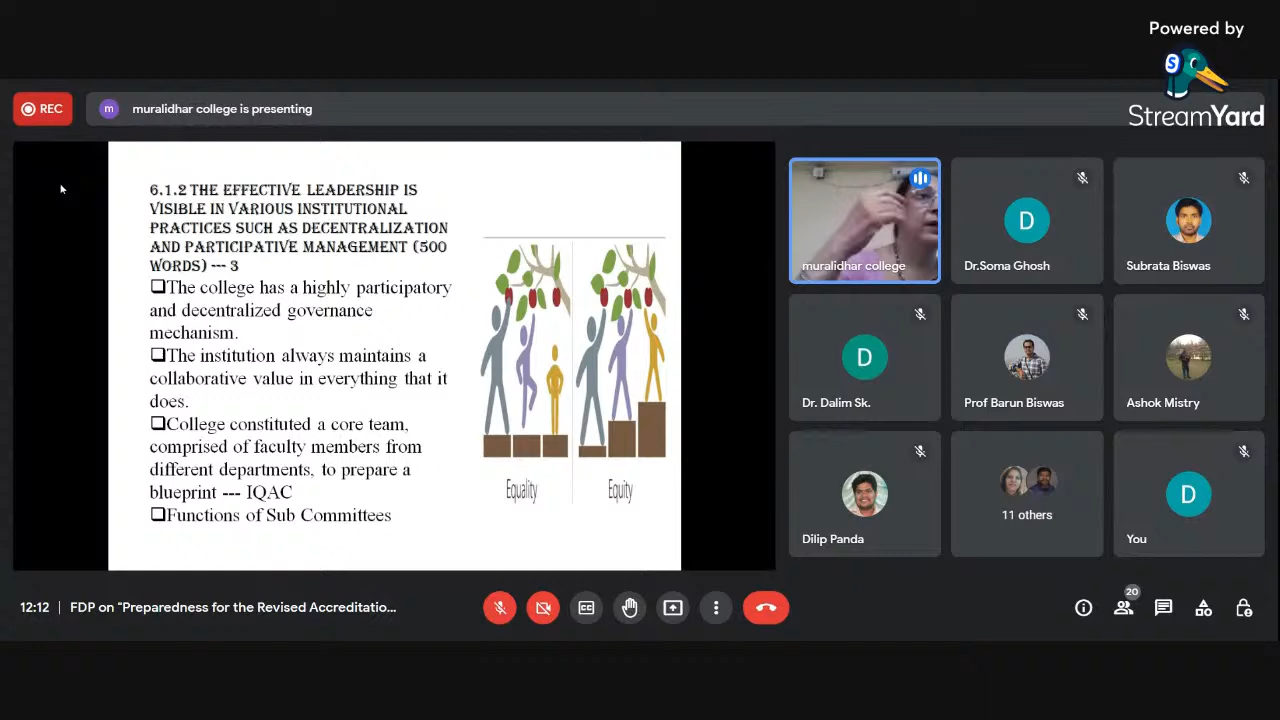 Powered by
S
StreamYard
REC
m
muralidhar college is presenting
6.1.2 THE EFFECTIVE LEADERSHIP IS
VISIBLE IN VARIOUS INSTITUTIONAL
PRACTICES SUCH AS DECENTRALIZATION
AND PARTICIPATIVE MANAGEMENT (500
WORDS) --- 3
❑The college has a highly participatory
and decentralized governance
mechanism.
❑The institution always maintains a
collaborative value in everything that it
does.
❑College constituted a core team,
comprised of faculty members from
different departments, to prepare a
blueprint --- IQAC
❑Functions of Sub Committees
Equality
Equity
muralidhar college
D
Dr.Soma Ghosh
Subrata Biswas
D
Dr. Dalim Sk.
Prof Barun Biswas
Ashok Mistry
Dilip Panda
11 others
D
You
12:12
FDP on "Preparedness for the Revised Accreditatio...
20